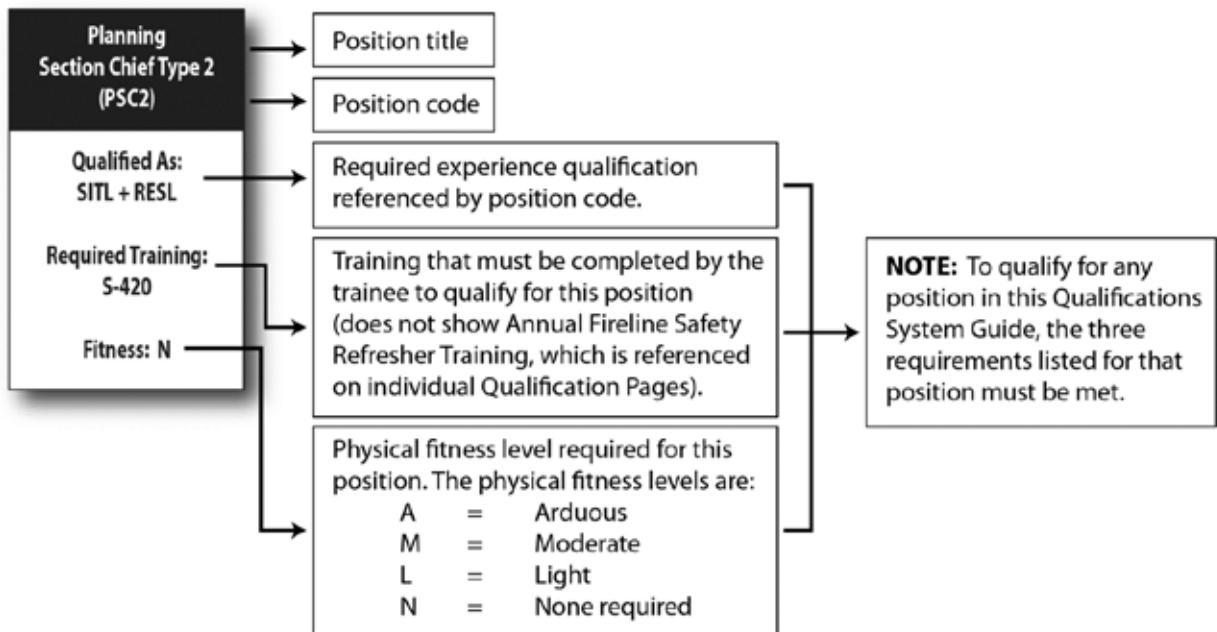 Planning
Section Chief Type 2
(PSC2)
Qualified As:
SITL + RESL
Required Training:
S-420
Fitness: N
Position title
Position code
Required experience qualification
referenced by position code.
Training that must be completed by the
trainee to qualify for this position
(does not show Annual Fireline Safety
Refresher Training, which is referenced
on individual Qualification Pages).
Physical fitness level required for this
position. The physical fitness levels are:
A = Arduous
M = Moderate
L = Light
N = None required
NOTE: To qualify for any
position in this Qualifications
System Guide, the three
requirements listed for that
position must be met.